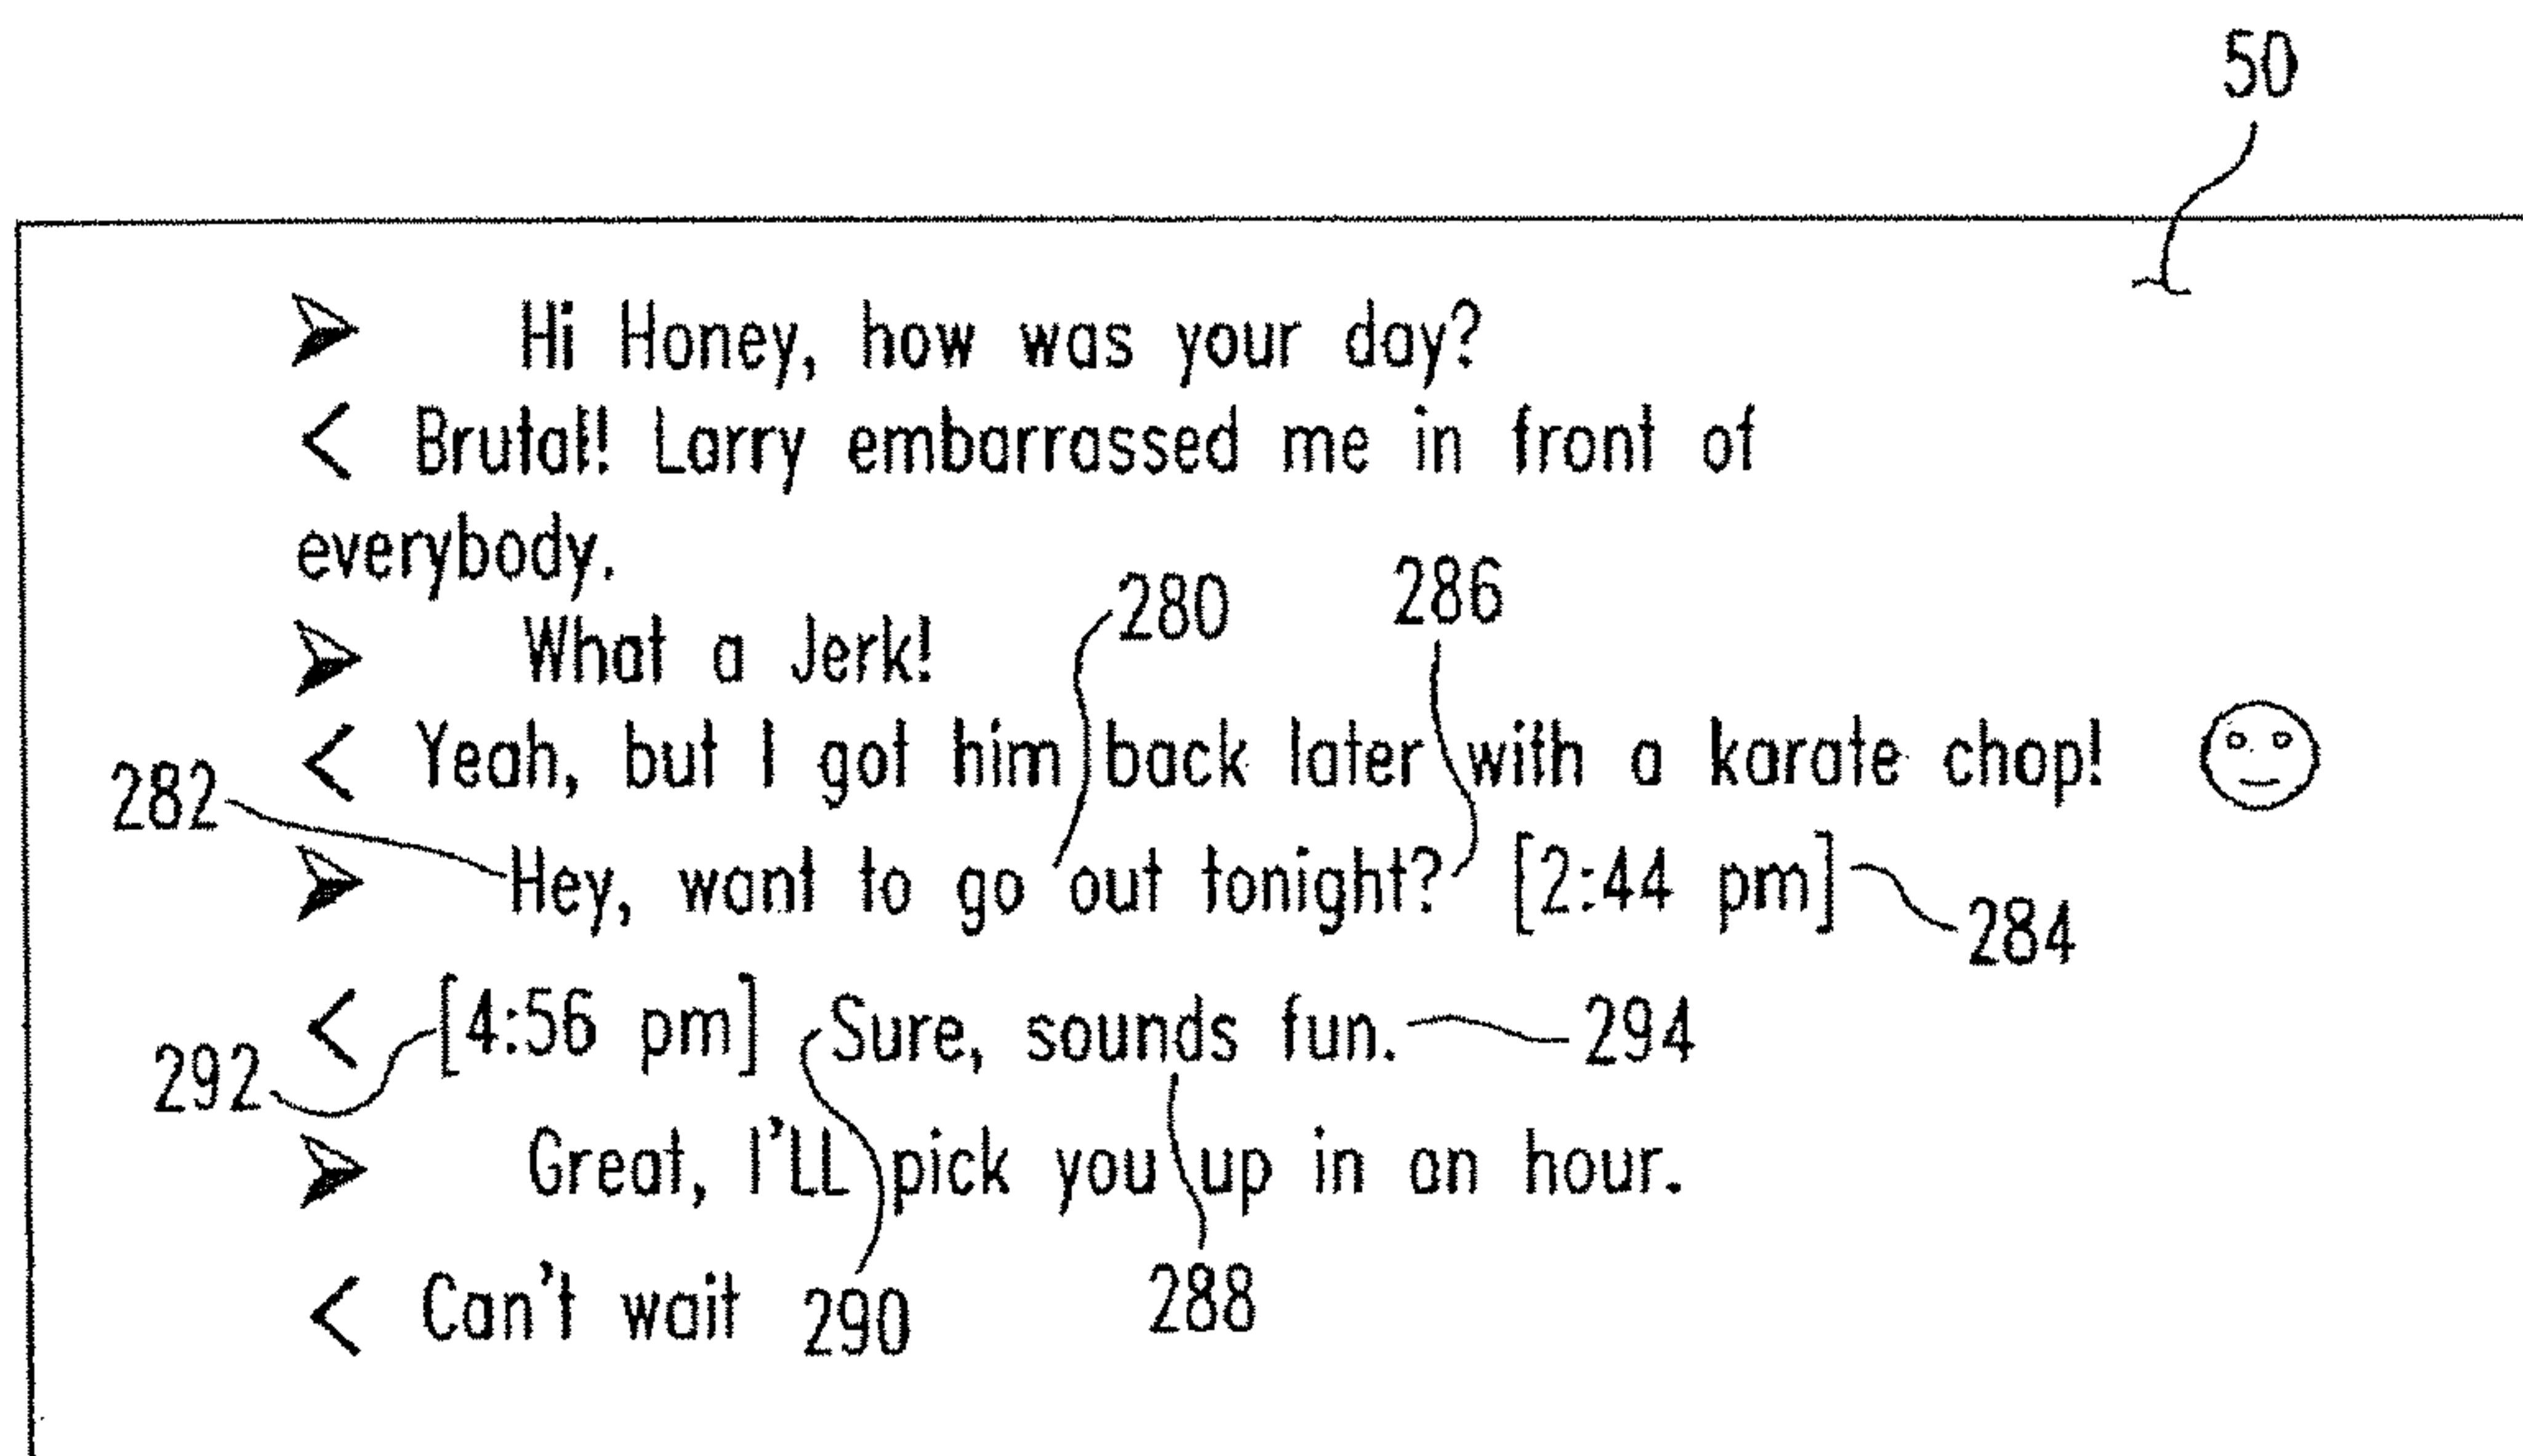 50
➢ Hi Honey, how was your day?
< Brutal! Larry embarrassed me in front of
everybody.
280 286
➢ What a Jerk!
< Yeah, but I got him back later with a karate chop!
282
➢ Hey, want to go out tonight? [2:44 pm]
284
< [4:56 pm] Sure, sounds fun. 294
292
➢ Great, I'LL pick you up in an hour.
< Can't wait 290 288